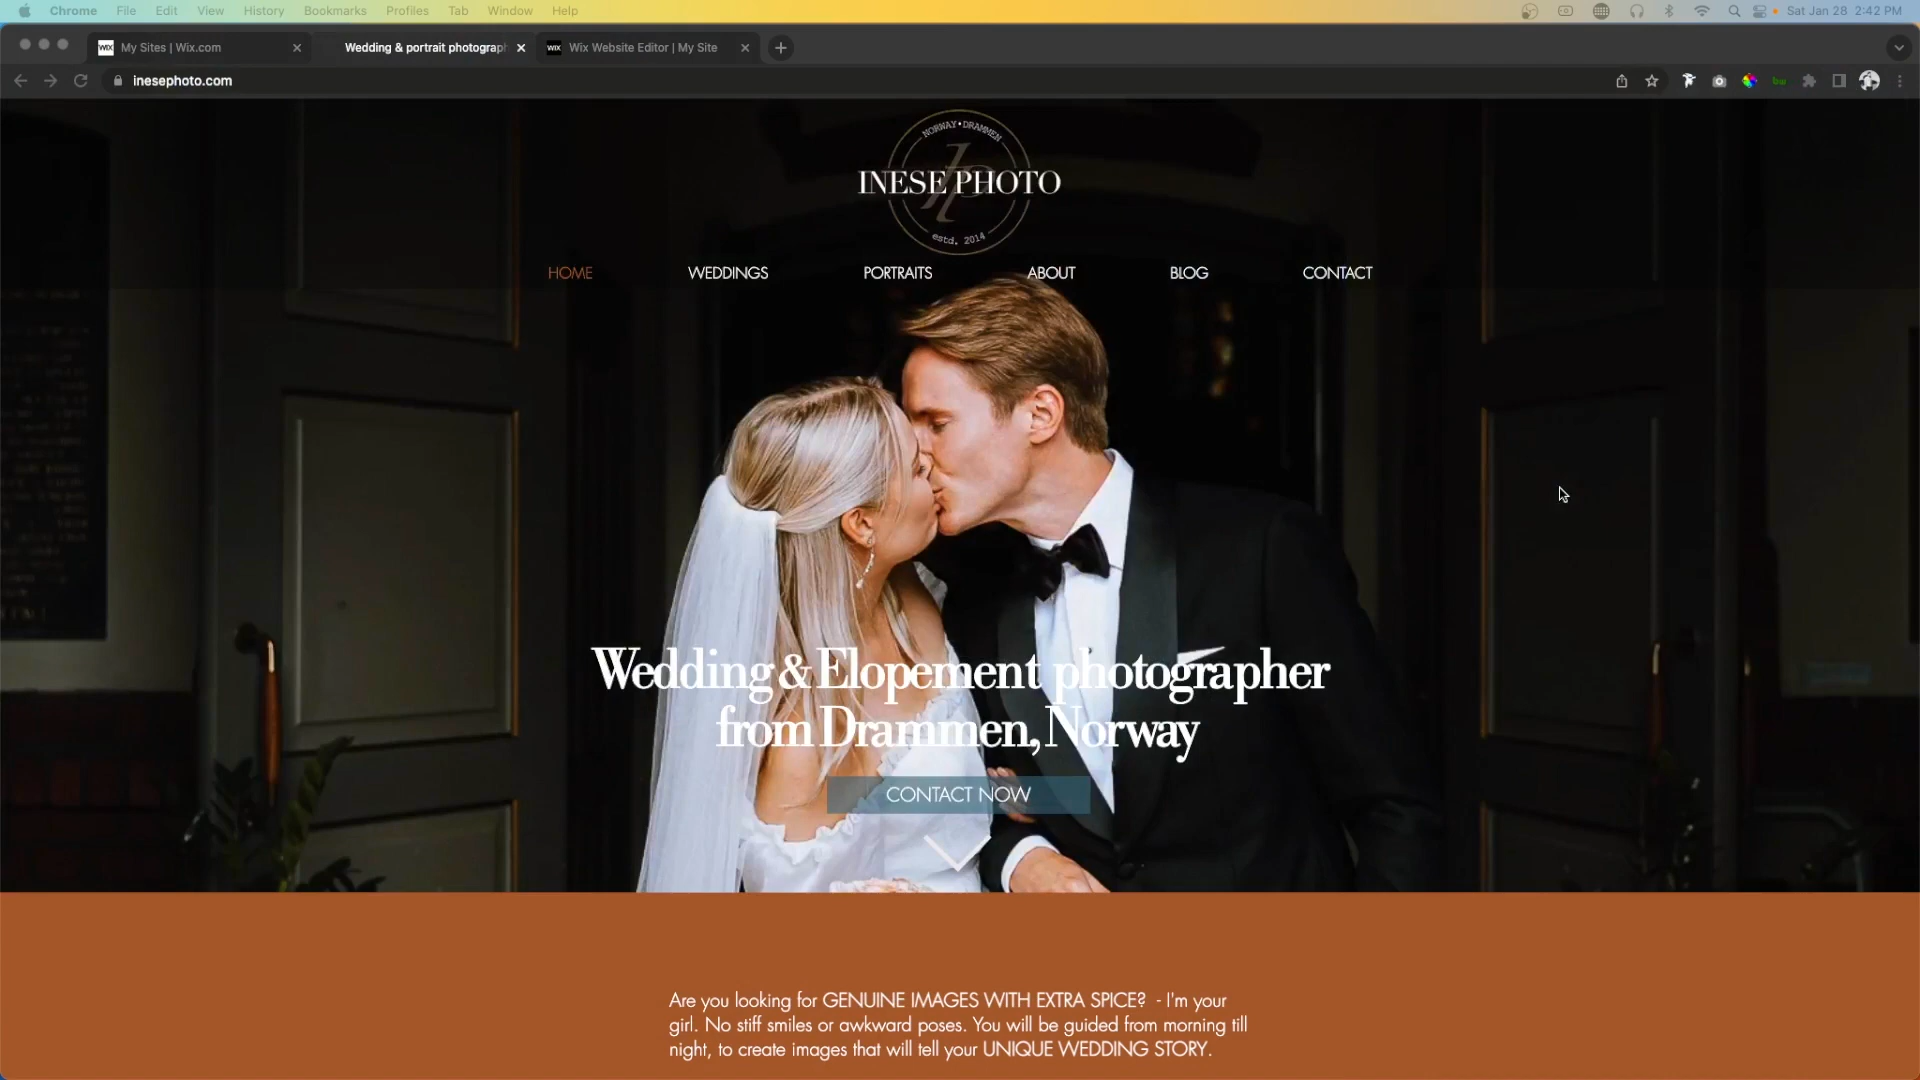 Chrome File Edit View History Bookmarks Profiles Tab Window Help Sat Jan 28 2:42 PM
WiX My Sites | Wix.com Wedding & portrait photograph WiX Wix Website Editor | My Site
inesephoto.com
NORWAY•DRAMMEN
INESE PHOTO
estd. 2014
HOME WEDDINGS PORTRAITS ABOUT BLOG CONTACT
Wedding & Elopement photographer
from Drammen, Norway
CONTACT NOW
Are you looking for GENUINE IMAGES WITH EXTRA SPICE? - I'm your
girl. No stiff smiles or awkward poses. You will be guided from morning till
night, to create images that will tell your UNIQUE WEDDING STORY.